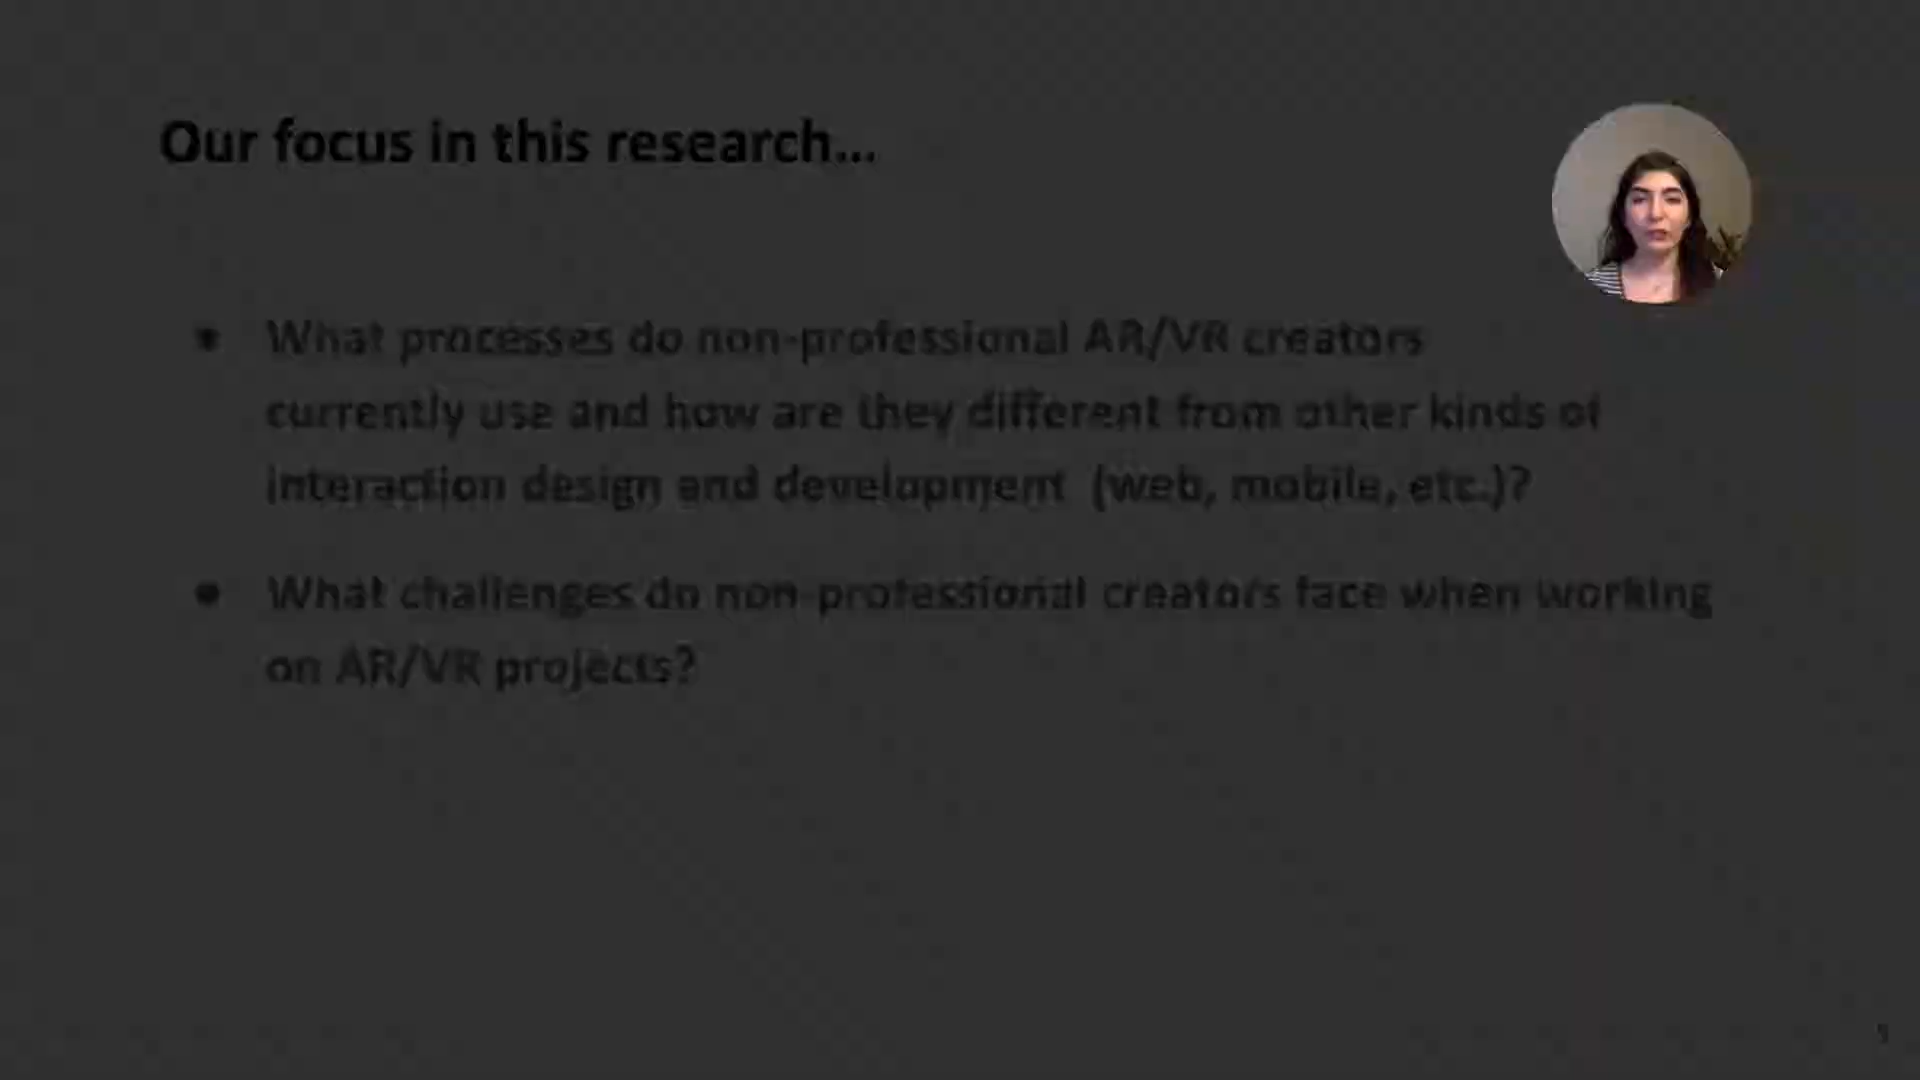 Our focus in this research...
• What processes do non-professional AR/VR creators
currently use and how are they different from other kinds of
interaction design and development (web, mobile, etc.)?
• What challenges do non-professional creators face when working
on AR/VR projects?